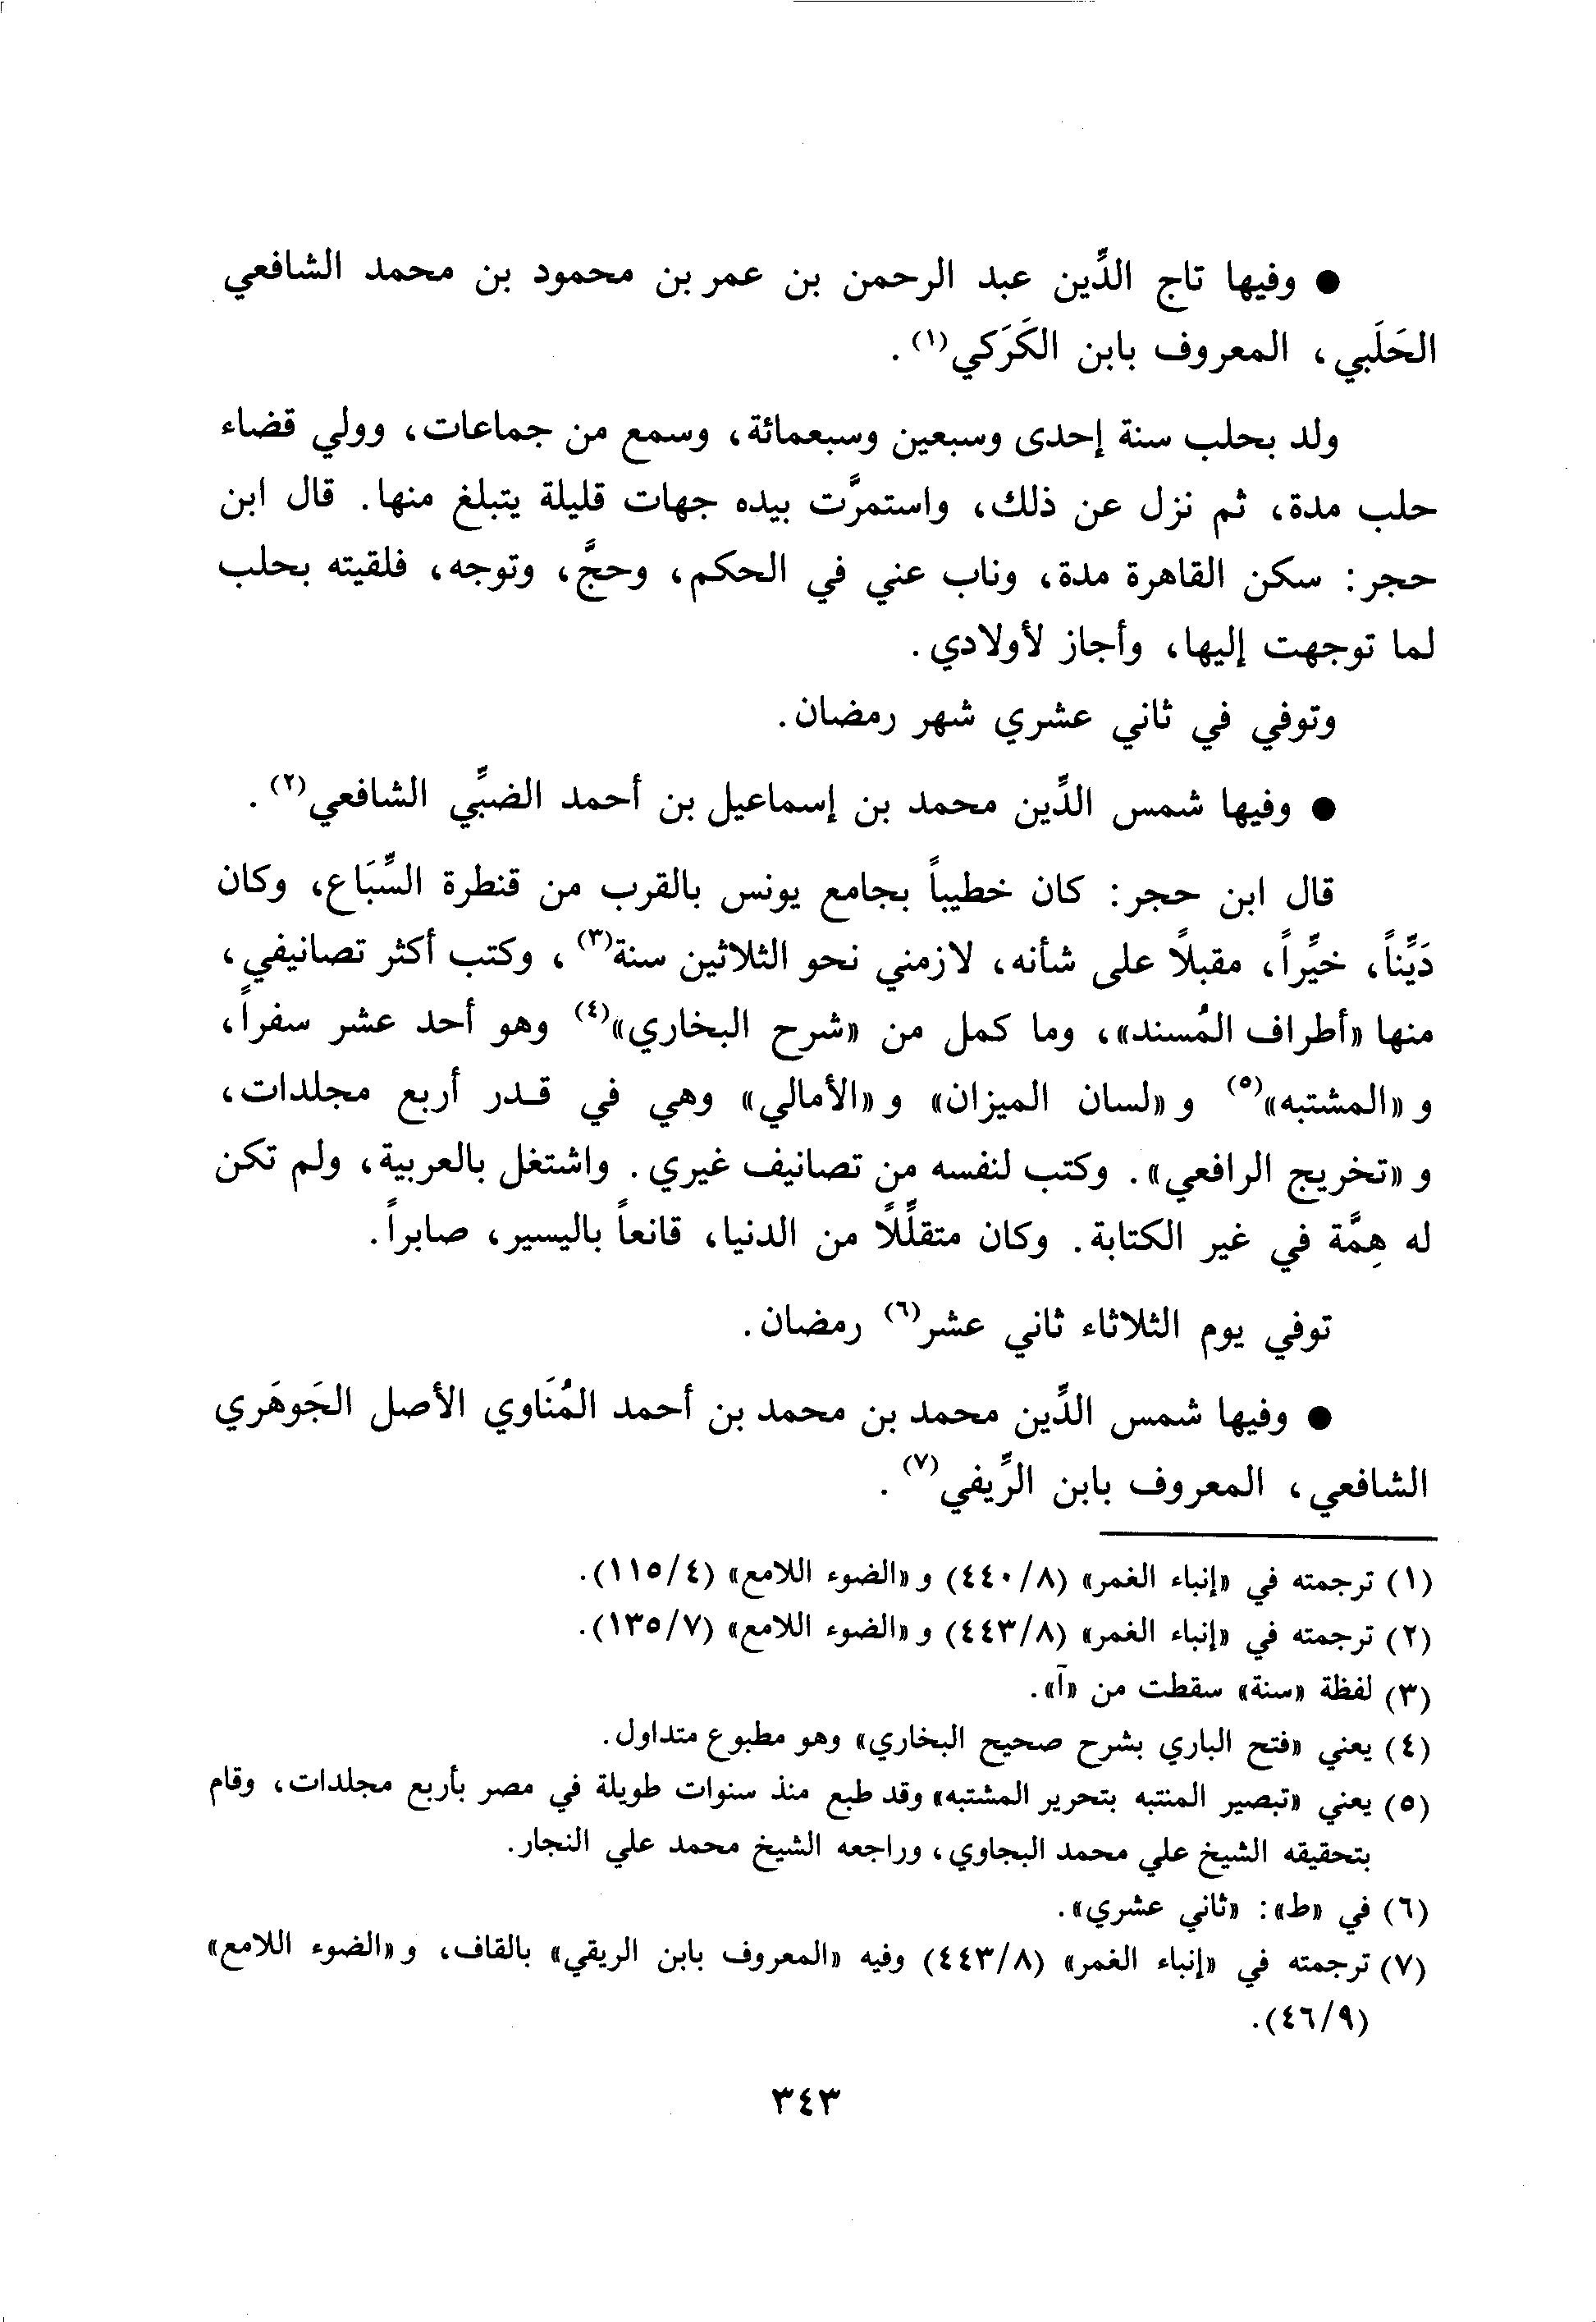 ● وفيها تاج الدِّين عبد الرحمن بن عمر بن محمود بن محمد الشافعي
الحَلَبي، المعروف بابن الكَرَكي(١).
ولد بحلب سنة إحدى وسبعين وسبعمائة، وسمع من جماعات، وولي قضاء
حلب مدة، ثم نزل عن ذلك، واستمرَّت بيده جهات قليلة يتبلغ منها. قال ابن
حجر: سكن القاهرة مدة، وناب عني في الحكم، وحجَّ، وتوجه، فلقيته بحلب
لما توجهت إليها، وأجاز لأولادي.
وتوفي في ثاني عشري شهر رمضان.
● وفيها شمس الدِّين محمد بن إسماعيل بن أحمد الضبِّي الشافعي(٢).
قال ابن حجر: كان خطيباً بجامع يونس بالقرب من قنطرة السِّبَاع، وكان
دَيِّناً، خيِّراً، مقبلاً على شأنه، لازمني نحو الثلاثين سنة(٣)، وكتب أكثر تصانيفي،
منها «أطراف المُسند»، وما كمل من «شرح البخاري»(٤) وهو أحد عشر سفراً،
و«المشتبه»(٥) و«لسان الميزان» و«الأمالي» وهي في قـدر أربع مجلدات،
و«تخريج الرافعي». وكتب لنفسه من تصانيف غيري. واشتغل بالعربية، ولم تكن
له هِمَّة في غير الكتابة. وكان متقلِّلاً من الدنيا، قانعاً باليسير، صابراً.
توفي يوم الثلاثاء ثاني عشر(٦) رمضان.
● وفيها شمس الدِّين محمد بن محمد بن أحمد المُنَاوي الأصل الجَوهَري
الشافعي، المعروف بابن الرِّيفي(٧).
(١) ترجمته في «إنباء الغمر» (٤٤٠/٨) و«الضوء اللامع» (١١٥/٤).
(٢) ترجمته في «إنباء الغمر» (٤٤٣/٨) و«الضوء اللامع» (١٣٥/٧).
(٣) لفظة «سنة» سقطت من «آ».
(٤) يعني «فتح الباري بشرح صحيح البخاري» وهو مطبوع متداول.
(٥) يعني «تبصير المنتبه بتحرير المشتبه» وقد طبع منذ سنوات طويلة في مصر بأربع مجلدات، وقام
بتحقيقه الشيخ علي محمد البجاوي، وراجعه الشيخ محمد علي النجار.
(٦) في «ط»: «ثاني عشري».
(٧) ترجمته في «إنباء الغمر» (٤٤٣/٨) وفيه «المعروف بابن الريقي» بالقاف، و«الضوء اللامع»
(٤٦/٩).
٣٤٣